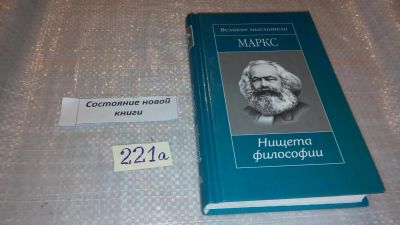 Состояние новой
книги
221а
Великие мыслители
МАРКС
Нищета
философии